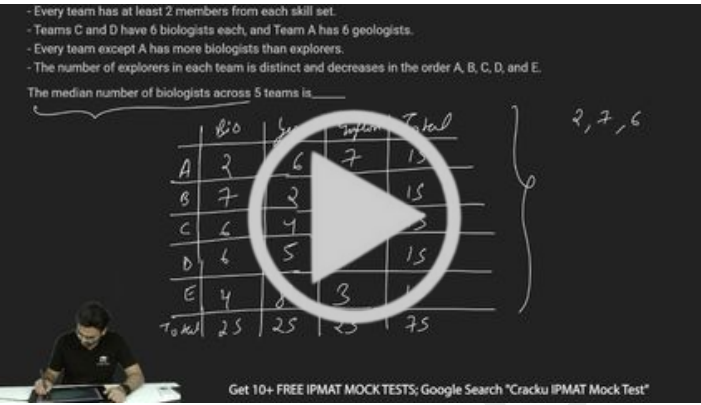 - Every team has at least 2 members from each skill set.
- Teams C and D have 6 biologists each, and Team A has 6 geologists.
- Every team except A has more biologists than explorers.
- The number of explorers in each team is distinct and decreases in the order A, B, C, D, and E.
The median number of biologists across 5 teams is____
Bio Total
2, 7, 6
A 2 6 7 15
B 7 2 15
C 6 4
D 6 5 15
E 4 3
Total 25 25 75
Get 10+ FREE IPMAT MOCK TESTS; Google Search "Cracku IPMAT Mock Test"